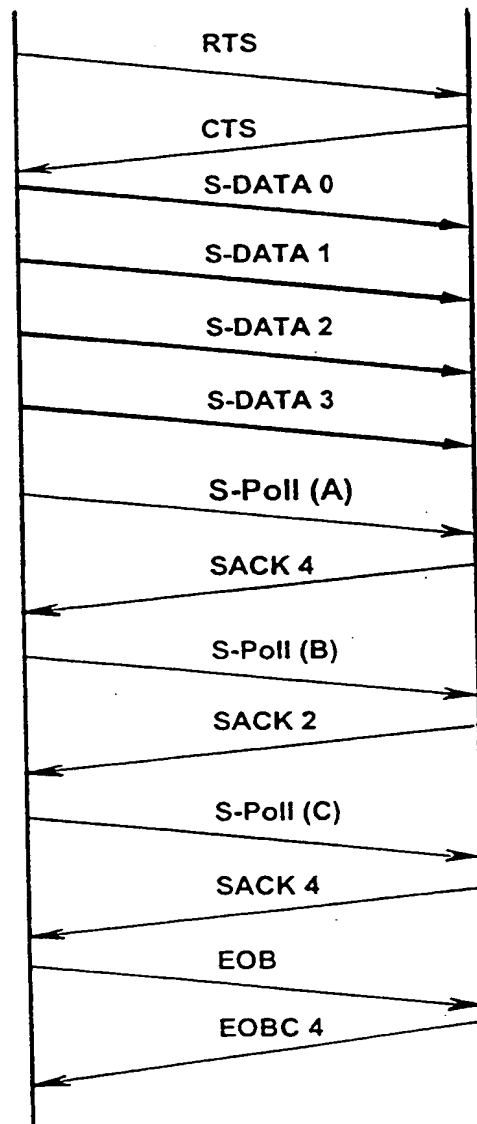 RTS
CTS
S-DATA 0
S-DATA 1
S-DATA 2
S-DATA 3
S-Poll (A)
SACK 4
S-Poll (B)
SACK 2
S-Poll (C)
SACK 4
EOB
EOBC 4